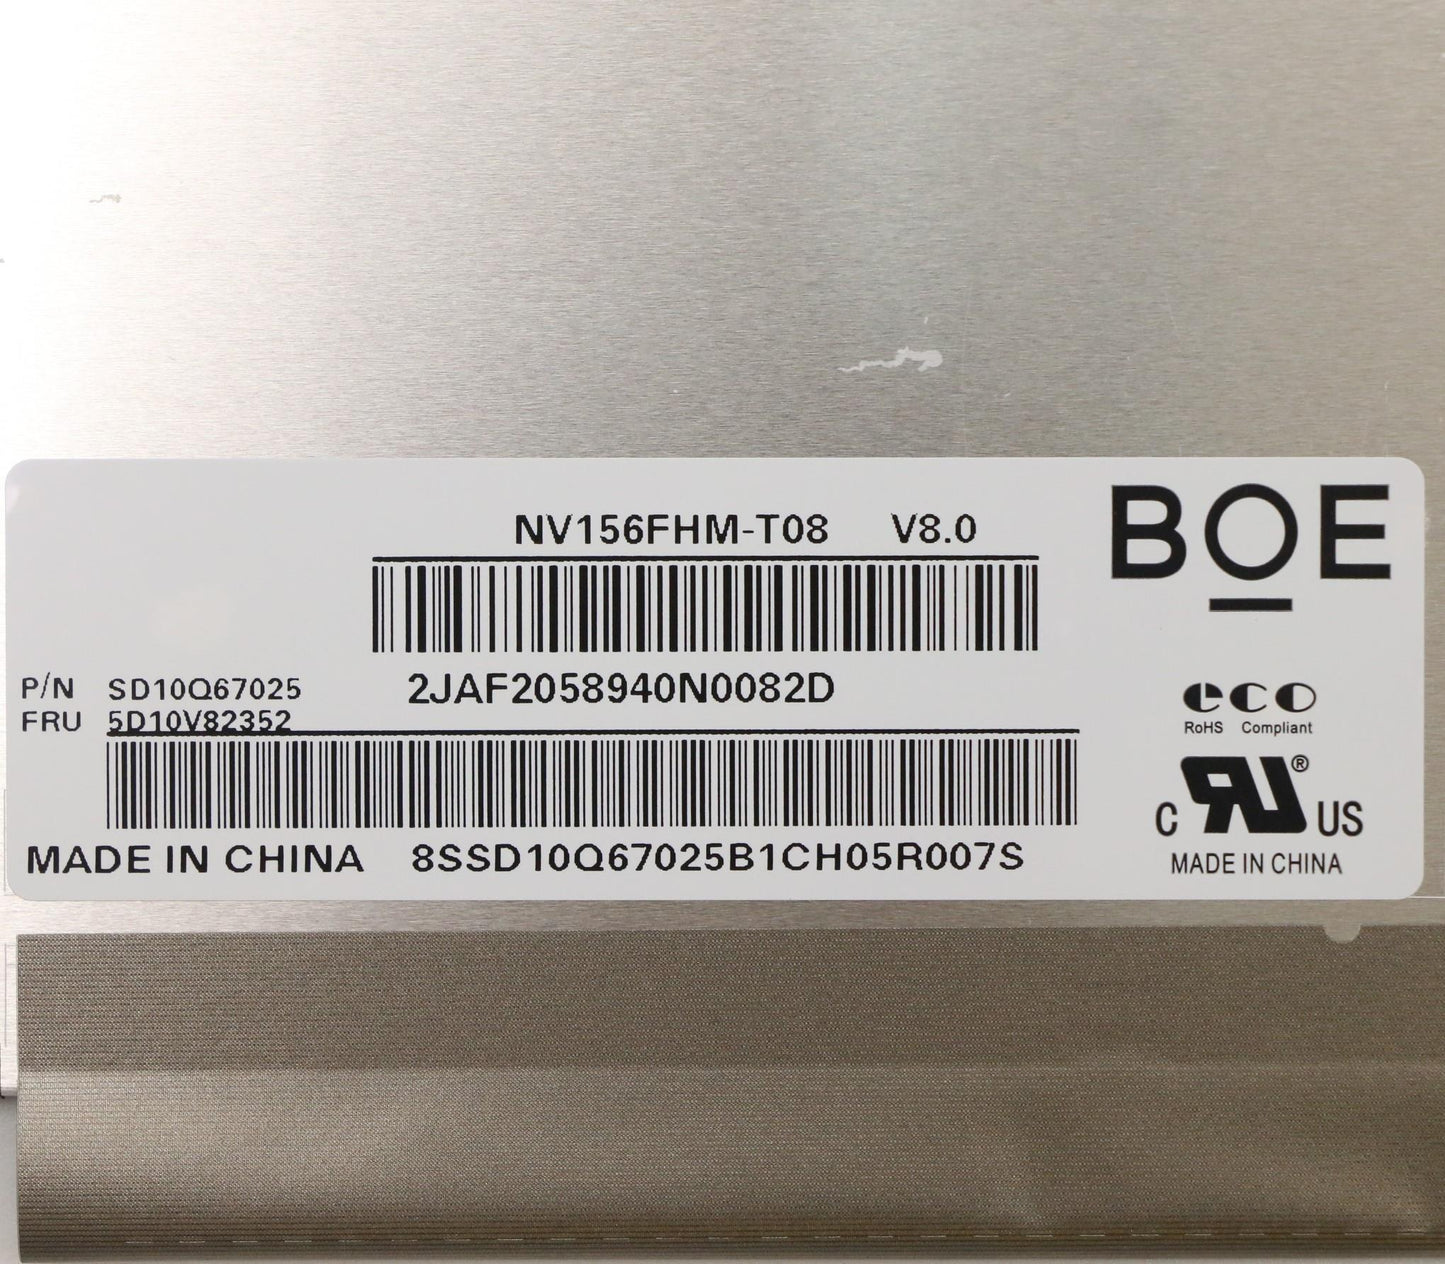 NV156FHM-T08 V8.0
BOE
P/N SD10Q67025
FRU 5D10V82352
2JAF2058940N0082D
eco
RoHS Compliant
C RU® US
MADE IN CHINA 8SSD10Q67025B1CH05R007S
MADE IN CHINA